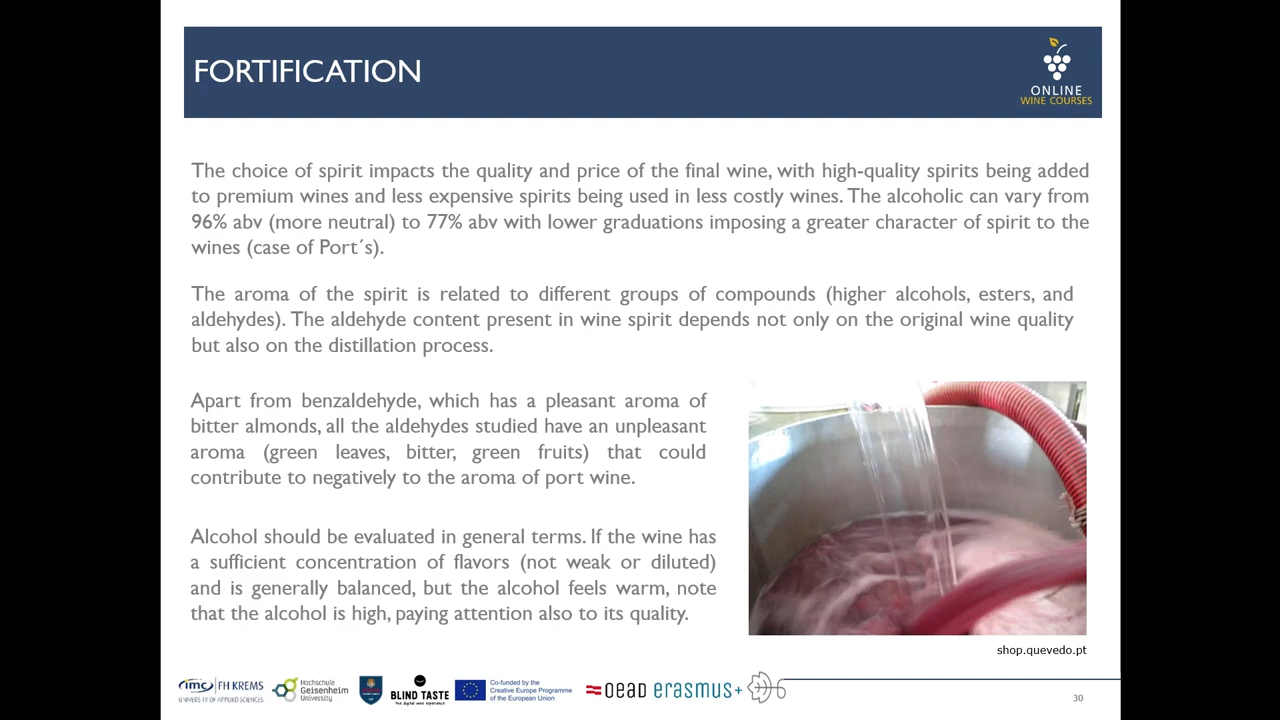 FORTIFICATION
ONLINE
WINE COURSES
The choice of spirit impacts the quality and price of the final wine, with high-quality spirits being added
to premium wines and less expensive spirits being used in less costly wines. The alcoholic can vary from
96% abv (more neutral) to 77% abv with lower graduations imposing a greater character of spirit to the
wines (case of Port´s).
The aroma of the spirit is related to different groups of compounds (higher alcohols, esters, and
aldehydes). The aldehyde content present in wine spirit depends not only on the original wine quality
but also on the distillation process.
Apart from benzaldehyde, which has a pleasant aroma of
bitter almonds, all the aldehydes studied have an unpleasant
aroma (green leaves, bitter, green fruits) that could
contribute to negatively to the aroma of port wine.
Alcohol should be evaluated in general terms. If the wine has
a sufficient concentration of flavors (not weak or diluted)
and is generally balanced, but the alcohol feels warm, note
that the alcohol is high, paying attention also to its quality.
shop.quevedo.pt
imc FH KREMS
UNIVERSITY OF APPLIED SCIENCES
Hochschule
Geisenheim
University
BLIND TASTE
The digital wine experience
Co-funded by the
Creative Europe Programme
of the European Union
oead erasmus+
30